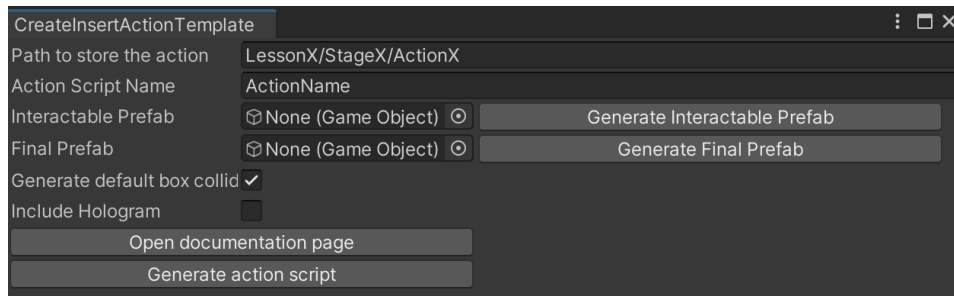 CreateInsertActionTemplate
Path to store the action LessonX/StageX/ActionX
Action Script Name ActionName
Interactable Prefab None (Game Object) Generate Interactable Prefab
Final Prefab None (Game Object) Generate Final Prefab
Generate default box collid
Include Hologram
Open documentation page
Generate action script